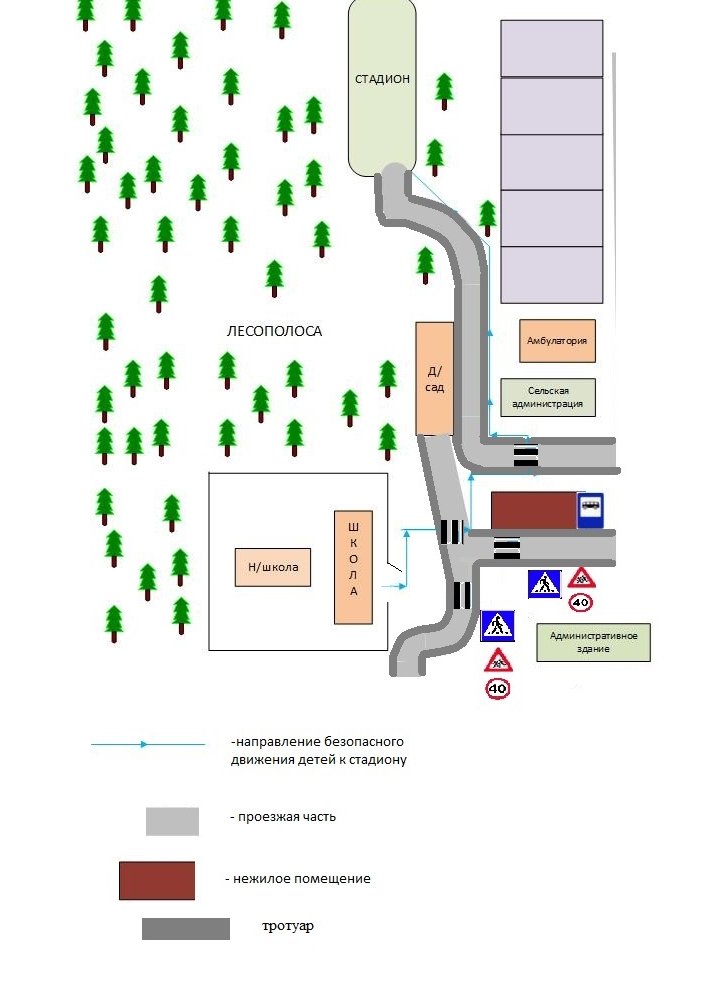 СТАДИОН
ЛЕСОПОЛОСА
Амбулатория
Д/
сад
Сельская
администрация
Ш
К
О
Л
А
Н/школа
40
Административное
здание
40
-направление безопасного
движения детей к стадиону
- проезжая часть
- нежилое помещение
тротуар